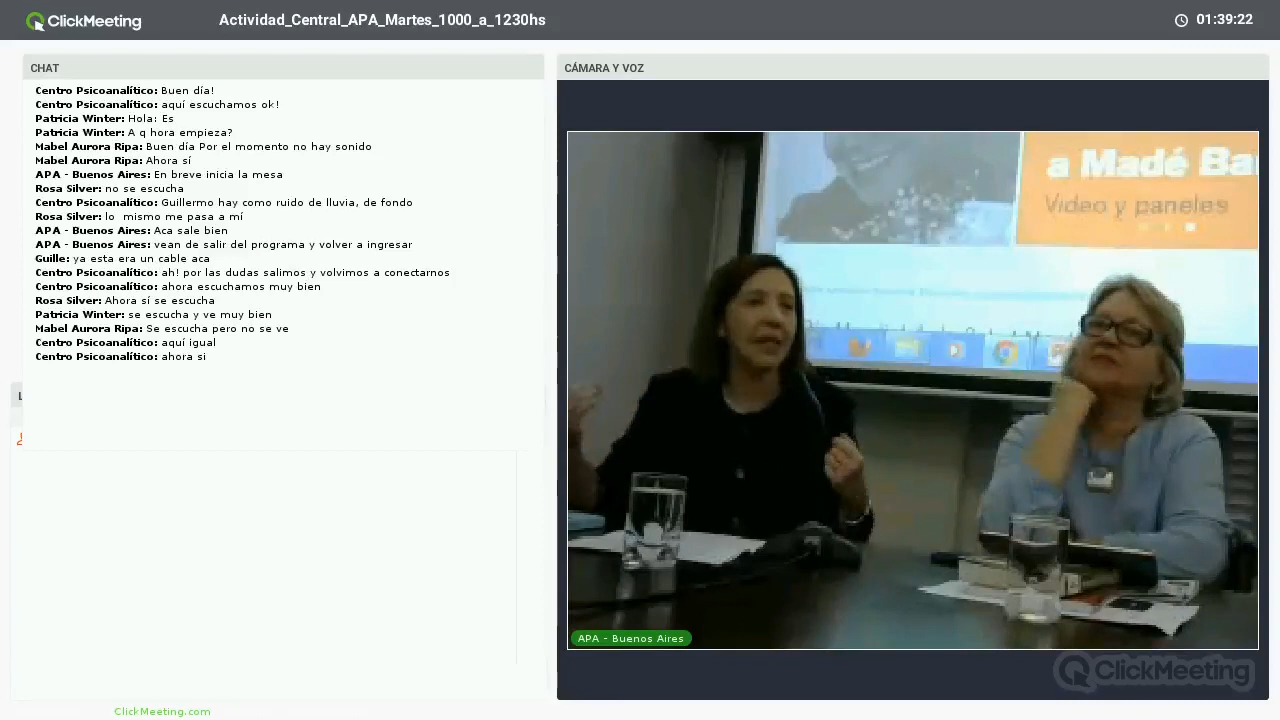 ClickMeeting
Actividad_Central_APA_Martes_1000_a_1230hs
01:39:22
CHAT
Centro Psicoanalítico: Buen día!
Centro Psicoanalítico: aquí escuchamos ok!
Patricia Winter: Hola: Es
Patricia Winter: A q hora empieza?
Mabel Aurora Ripa: Buen día Por el momento no hay sonido
Mabel Aurora Ripa: Ahora sí
APA - Buenos Aires: En breve inicia la mesa
Rosa Silver: no se escucha
Centro Psicoanalítico: Guillermo hay como ruido de lluvia, de fondo
Rosa Silver: lo  mismo me pasa a mí
APA - Buenos Aires: Aca sale bien
APA - Buenos Aires: vean de salir del programa y volver a ingresar
Guille: ya esta era un cable aca
Centro Psicoanalítico: ah! por las dudas salimos y volvimos a conectarnos
Centro Psicoanalítico: ahora escuchamos muy bien
Rosa Silver: Ahora sí se escucha
Patricia Winter: se escucha y ve muy bien
Mabel Aurora Ripa: Se escucha pero no se ve
Centro Psicoanalítico: aquí igual
Centro Psicoanalítico: ahora si
ClickMeeting.com
CÁMARA Y VOZ
a Madé Ba
Video y paneles
APA - Buenos Aires
ClickMeeting